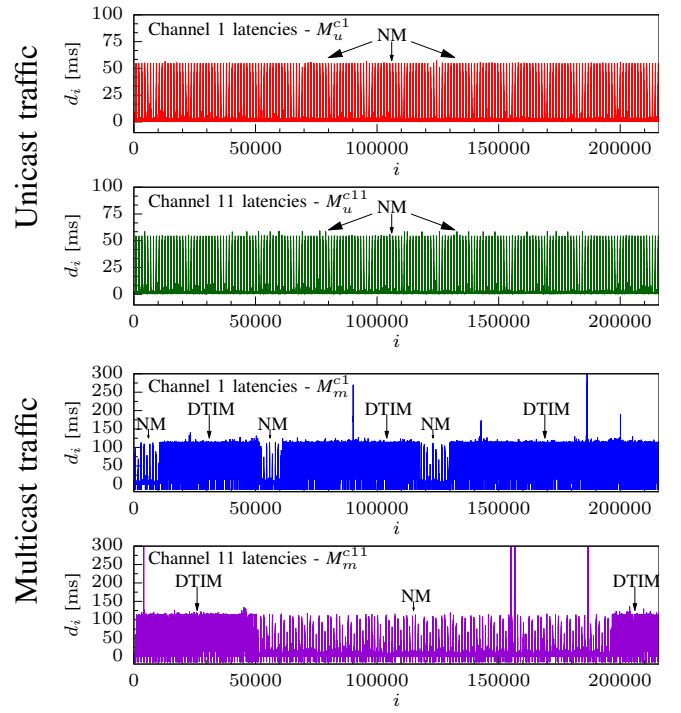 Unicast traffic
Channel 1 latencies - M_u^{c1}
NM
d_i [ms]
100
75
50
25
0
0 50000 100000 150000 200000
i
Channel 11 latencies - M_u^{c11}
NM
d_i [ms]
100
75
50
25
0
0 50000 100000 150000 200000
i
Multicast traffic
Channel 1 latencies - M_m^{c1}
NM DTIM NM DTIM NM DTIM
d_i [ms]
300
250
200
150
100
50
0
0 50000 100000 150000 200000
i
Channel 11 latencies - M_m^{c11}
DTIM NM DTIM
d_i [ms]
300
250
200
150
100
50
0
0 50000 100000 150000 200000
i